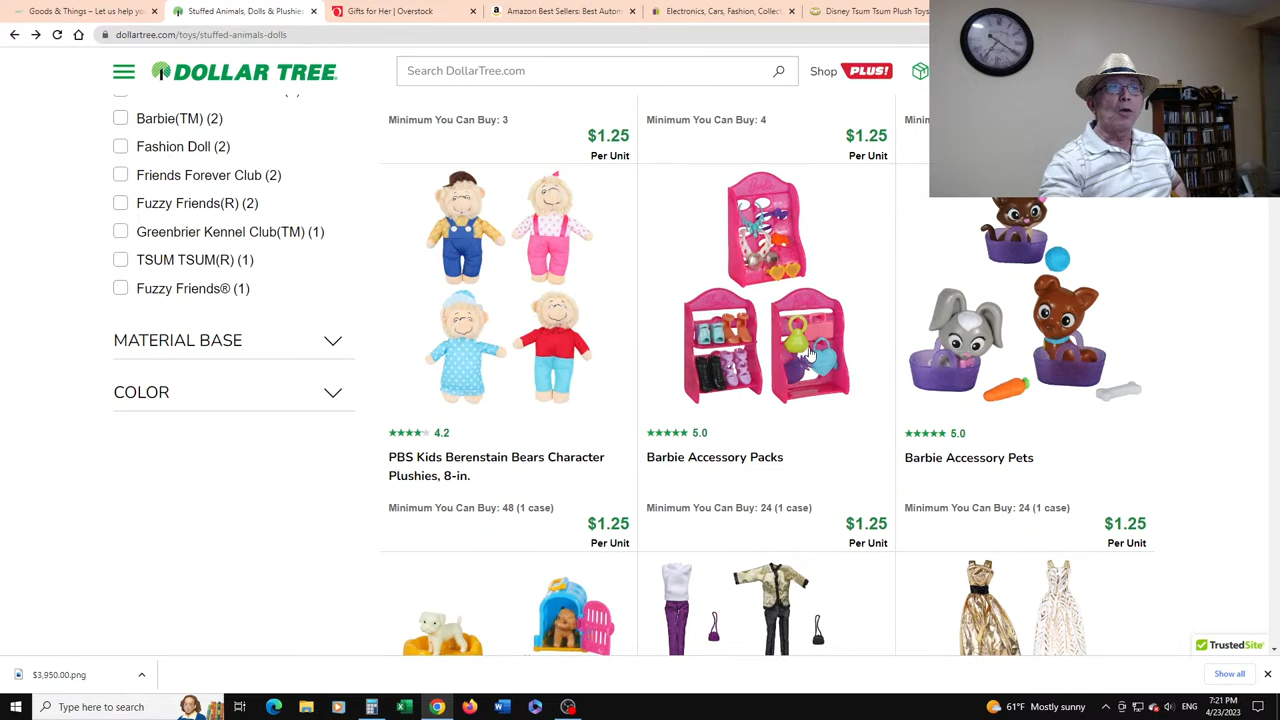 Goods & Things – Let us help yo
Stuffed Animals, Dolls & Plushies
Gifts for Her | Overstock
Amazon Best Sellers: Best Autom
Electronics, Cars, Fashion, Collect
Disney Tsum Tsum Plush Toys
dollartree.com/toys/stuffed-animals-dolls
DOLLAR TREE
Search DollarTree.com
Shop PLUS!
Barbie(TM) (2)
Fashion Doll (2)
Friends Forever Club (2)
Fuzzy Friends(R) (2)
Greenbrier Kennel Club(TM) (1)
TSUM TSUM(R) (1)
Fuzzy Friends® (1)
MATERIAL BASE
COLOR
Minimum You Can Buy: 3
$1.25
Per Unit
Minimum You Can Buy: 4
$1.25
Per Unit
Barbie
4.2
PBS Kids Berenstain Bears Character
Plushies, 8-in.
Minimum You Can Buy: 48 (1 case)
$1.25
Per Unit
5.0
Barbie Accessory Packs
Minimum You Can Buy: 24 (1 case)
$1.25
Per Unit
5.0
Barbie Accessory Pets
Minimum You Can Buy: 24 (1 case)
$1.25
Per Unit
TrustedSite
$3,950.00.png
Show all
Type here to search
61°F Mostly sunny
ENG
7:21 PM
4/23/2023